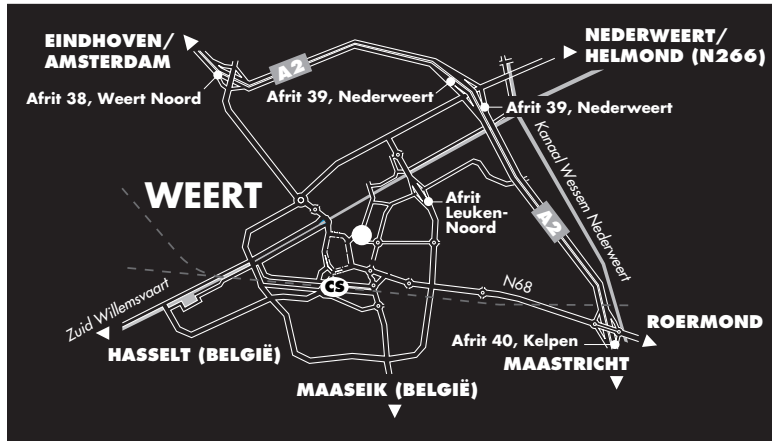 EINDHOVEN/
AMSTERDAM
A2
NEDERWEERT/
HELMOND (N266)
Afrit 38, Weert Noord
Afrit 39, Nederweert
Afrit 39, Nederweert
Kanaal Wessem Nederweert
WEERT
Afrit
Leuken-
Noord
A2
N68
CS
Zuid Willemsvaart
ROERMOND
HASSELT (BELGIË)
Afrit 40, Kelpen
MAASTRICHT
MAASEIK (BELGIË)